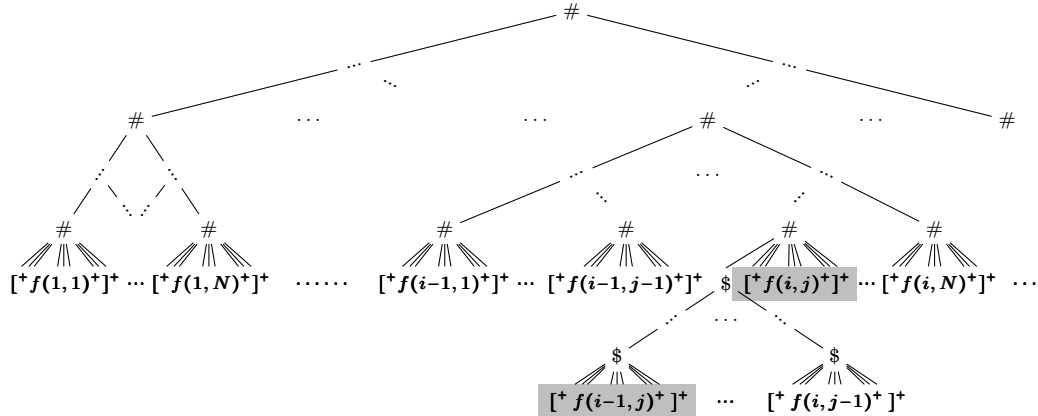 #
... ...
... ...
# ... ... # ... #
... ... ... ... ...
... ... ...
# # # # # #
[⁺f(1,1)⁺]⁺ ... [⁺f(1,N)⁺]⁺ ...... [⁺f(i−1,1)⁺]⁺ ... [⁺f(i−1,j−1)⁺]⁺ $ [⁺f(i,j)⁺]⁺ ... [⁺f(i,N)⁺]⁺ ...
... ... ...
$ $
[⁺ f(i−1,j)⁺ ]⁺ ... [⁺ f(i,j−1)⁺ ]⁺